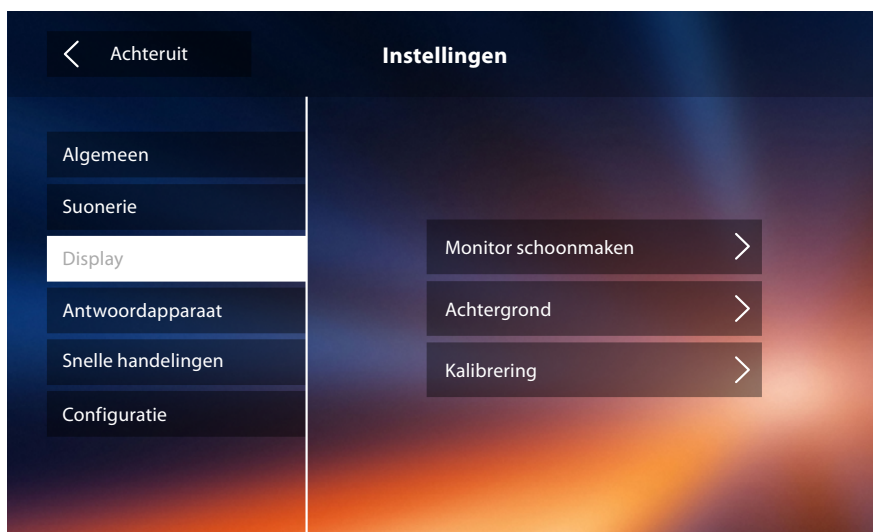 Achteruit
Instellingen
Algemeen
Suonerie
Display
Antwoordapparaat
Snelle handelingen
Configuratie
Monitor schoonmaken
Achtergrond
Kalibrering